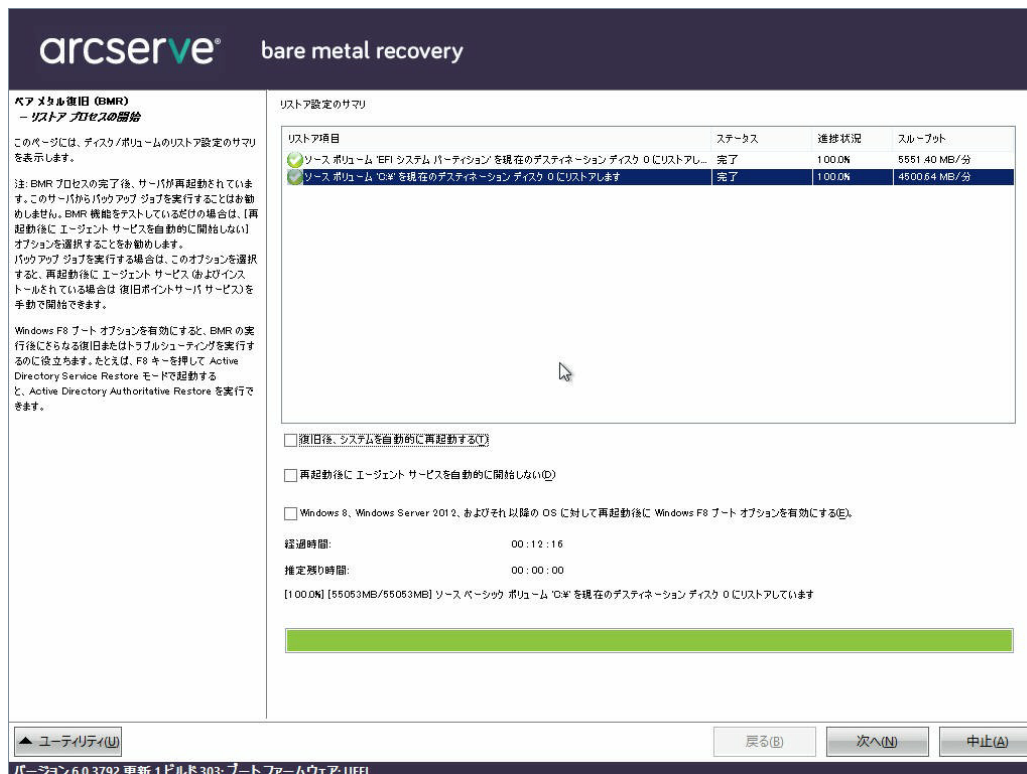 arcserve®
bare metal recovery
ベア メタル復旧 (BMR)
– リストア プロセスの開始
このページには、ディスク/ボリュームのリストア設定のサマリ
を表示します。
注: BMR プロセスの完了後、サーバが再起動されていま
す。このサーバからバックアップ ジョブを実行することはお勧
めしません。BMR 機能をテストしているだけの場合は、[再
起動後に エージェント サービスを自動的に開始しない]
オプションを選択することをお勧めします。
バックアップ ジョブを実行する場合は、このオプションを選択
すると、再起動後に エージェント サービス (およびインス
トールされている場合は 復旧ポイントサーバ サービス)を
手動で開始できます。
Windows F8 ブート オプションを有効にすると、BMR の実
行後にさらなる復旧またはトラブルシューティングを実行す
るのに役立ちます。たとえば、F8 キーを押して Active
Directory Service Restore モードで起動する
と、Active Directory Authoritative Restore を実行で
きます。
リストア設定のサマリ
リストア項目 ステータス 進捗状況 スループット
ソース ボリューム 'EFI システム パーティション' を現在のデスティネーション ディスク 0 にリストアし... 完了 100.0% 5551.40 MB/分
ソース ボリューム 'C:¥' を現在のデスティネーション ディスク 0 にリストアします 完了 100.0% 4500.64 MB/分
復旧後、システムを自動的に再起動する(T)
再起動後に エージェント サービスを自動的に開始しない(D)
Windows 8、Windows Server 2012、およびそれ以降の OS に対して再起動後に Windows F8 ブート オプションを有効にする(E)。
経過時間: 00:12:16
推定残り時間: 00:00:00
[100.0%] [55053MB/55053MB] ソース ベーシック ボリューム 'C:¥' を現在のデスティネーション ディスク 0 にリストアしています
▲ ユーティリティ(U) 戻る(B) 次へ(N) 中止(A)
バージョン 6.0.3792 更新 1 ビルド 303: ブート ファームウェア: UEFI